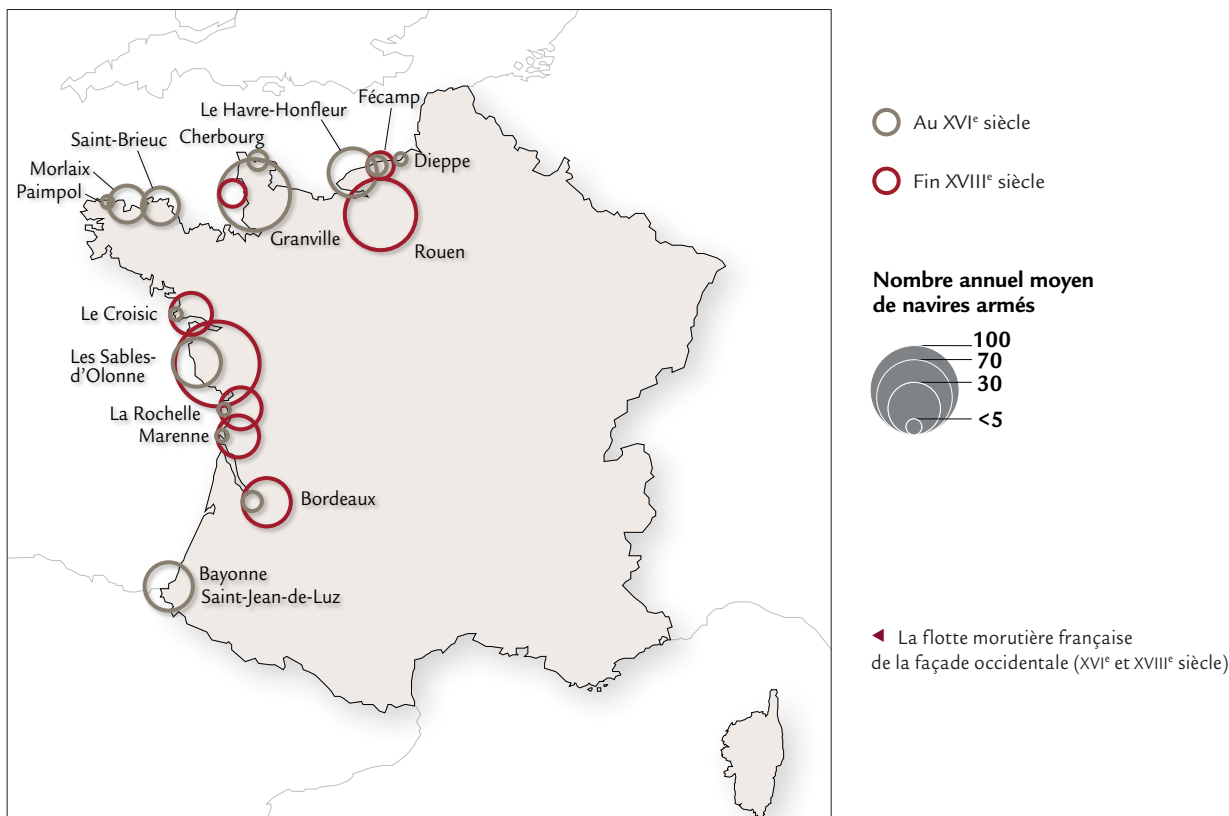 Fécamp
Le Havre-Honfleur
Cherbourg
Saint-Brieuc
Dieppe
Morlaix
Paimpol
Granville
Rouen
Le Croisic
Les Sables-
d'Olonne
La Rochelle
Marenne
Bordeaux
Bayonne
Saint-Jean-de-Luz
Au XVIe siècle
Fin XVIIIe siècle
Nombre annuel moyen
de navires armés
100
70
30
<5
◄ La flotte morutière française
de la façade occidentale (XVIe et XVIIIe siècle)